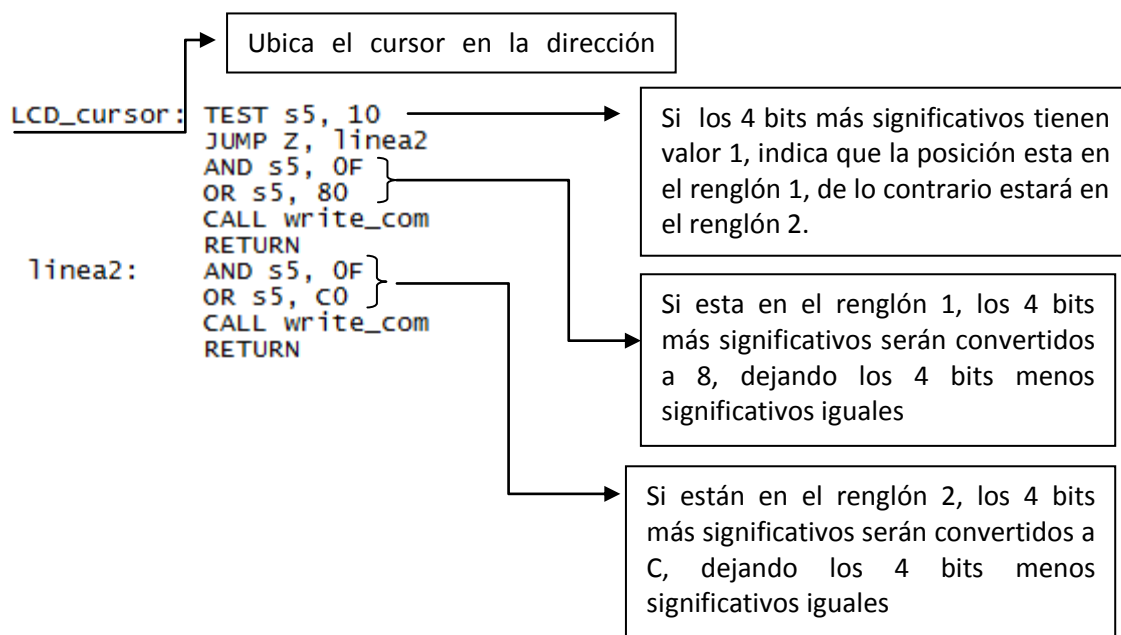 Ubica el cursor en la dirección
LCD_cursor: TEST s5, 10
JUMP Z, linea2
AND s5, 0F
OR s5, 80
CALL write_com
RETURN
linea2: AND s5, 0F
OR s5, C0
CALL write_com
RETURN
Si los 4 bits más significativos tienen
valor 1, indica que la posición esta en
el renglón 1, de lo contrario estará en
el renglón 2.
Si esta en el renglón 1, los 4 bits
más significativos serán convertidos
a 8, dejando los 4 bits menos
significativos iguales
Si están en el renglón 2, los 4 bits
más significativos serán convertidos a
C, dejando los 4 bits menos
significativos iguales